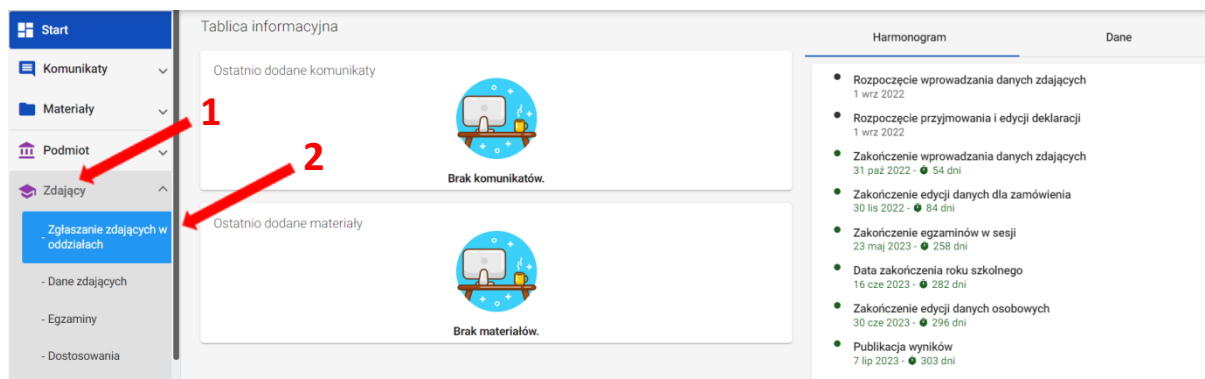 Start
Komunikaty
Materiały
Podmiot
Zdający
- Zgłaszanie zdających w
oddziałach
- Dane zdających
- Egzaminy
- Dostosowania
1
2
Tablica informacyjna
Ostatnio dodane komunikaty
Brak komunikatów.
Ostatnio dodane materiały
Brak materiałów.
Harmonogram
Dane
Rozpoczęcie wprowadzania danych zdających
1 wrz 2022
Rozpoczęcie przyjmowania i edycji deklaracji
1 wrz 2022
Zakończenie wprowadzania danych zdających
31 paź 2022 - 54 dni
Zakończenie edycji danych dla zamówienia
30 lis 2022 - 84 dni
Zakończenie egzaminów w sesji
23 maj 2023 - 258 dni
Data zakończenia roku szkolnego
16 cze 2023 - 282 dni
Zakończenie edycji danych osobowych
30 cze 2023 - 296 dni
Publikacja wyników
7 lip 2023 - 303 dni